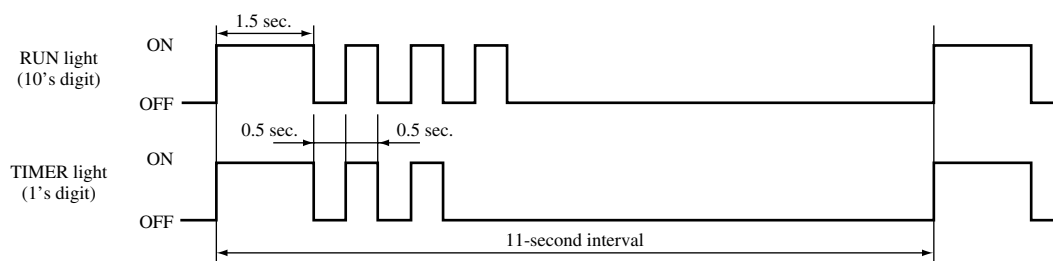 1.5 sec.
ON
RUN light
(10's digit)
OFF
0.5 sec.
0.5 sec.
ON
TIMER light
(1's digit)
OFF
11-second interval